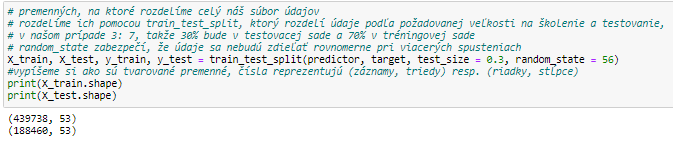 # premenných, na ktoré rozdelíme celý náš súbor údajov
# rozdelíme ich pomocou train_test_split, ktorý rozdelí údaje podľa požadovanej veľkosti na školenie a testovanie,
# v našom prípade 3: 7, takže 30% bude v testovacej sade a 70% v tréningovej sade
# random_state zabezpečí, že údaje sa nebudú zdieľať rovnomerne pri viacerých spusteniach
X_train, X_test, y_train, y_test = train_test_split(predictor, target, test_size = 0.3, random_state = 56)
#vypíšeme si ako sú tvarované premenné, čísla reprezentujú (záznamy, triedy) resp. (riadky, stĺpce)
print(X_train.shape)
print(X_test.shape)
(439738, 53)
(188460, 53)